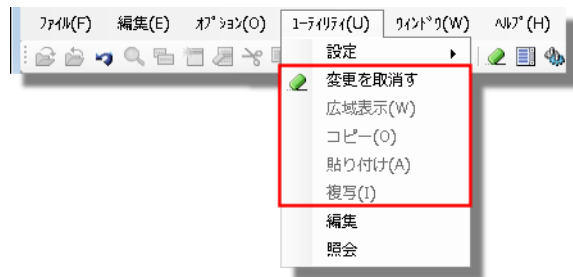 ﾌｧｲﾙ(F) 編集(E) ｵﾌﾟｼｮﾝ(O) ﾕｰﾃｨﾘﾃｨ(U) ｳｨﾝﾄﾞｳ(W) ﾍﾙﾌﾟ(H)
設定
変更を取消す
広域表示(W)
コピー(O)
貼り付け(A)
複写(I)
編集
照会